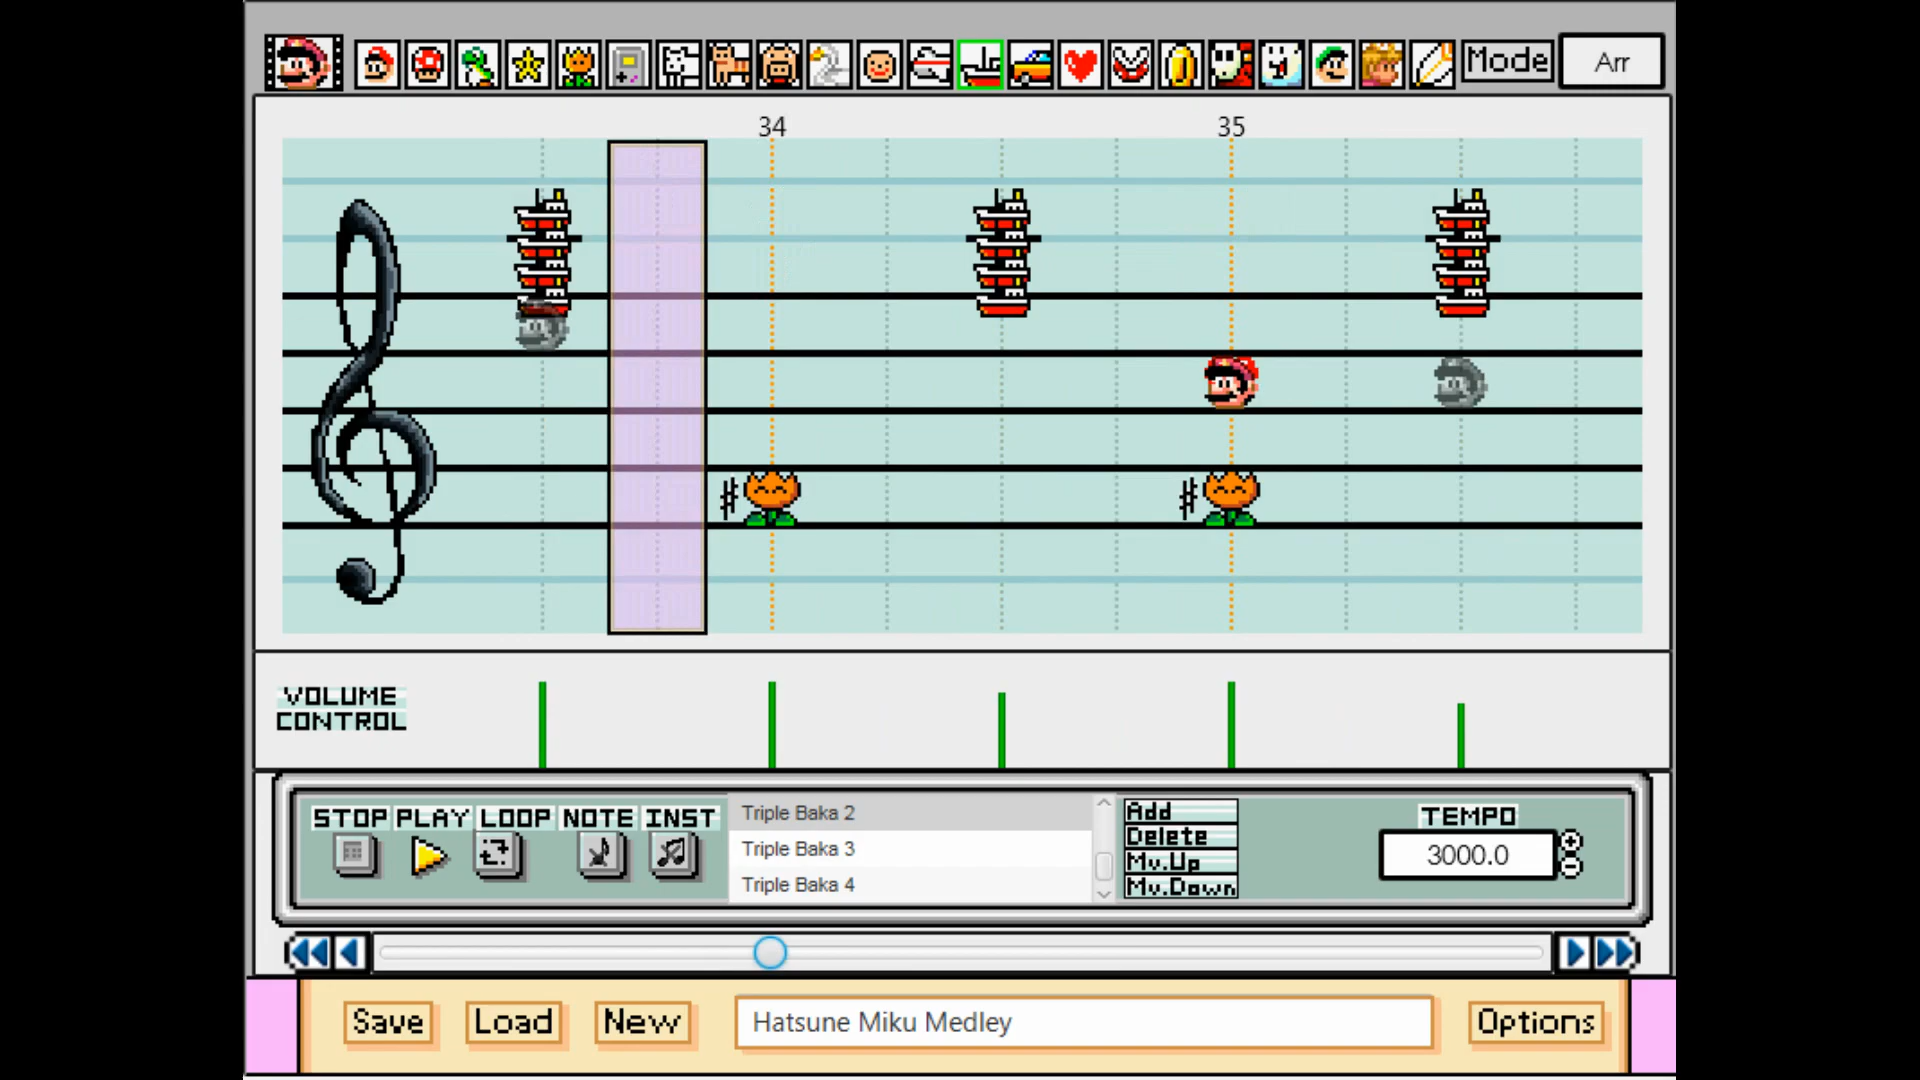 Mode
Arr
34
35
VOLUME
CONTROL
STOP PLAY LOOP NOTE INST
Triple Baka 2
Triple Baka 3
Triple Baka 4
Add
Delete
Mv.Up
Mv.Down
TEMPO
3000.0
Save
Load
New
Hatsune Miku Medley
Options